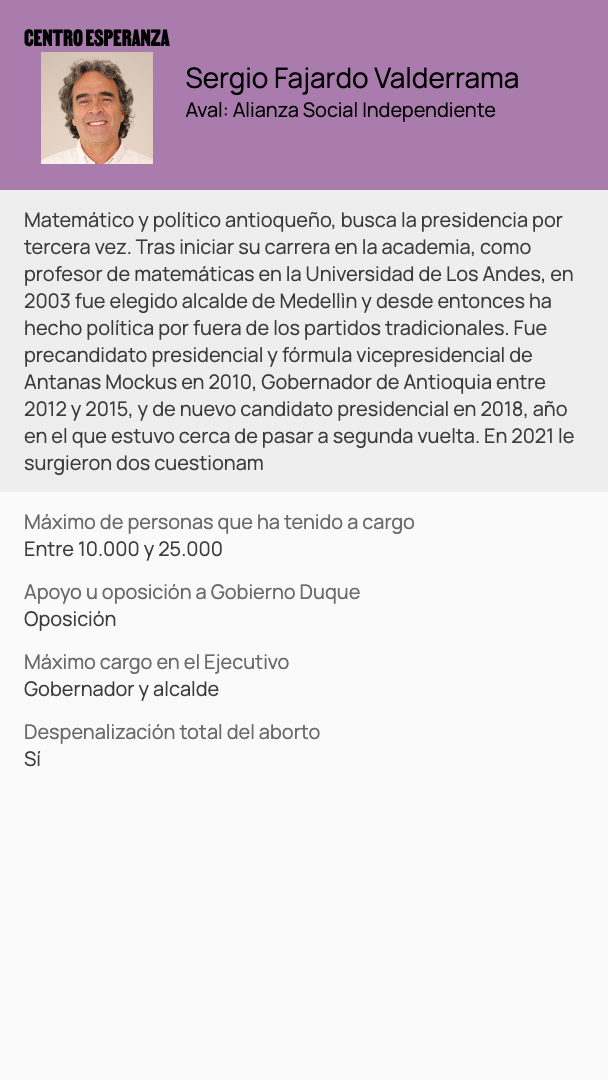 CENTRO ESPERANZA
Sergio Fajardo Valderrama
Aval: Alianza Social Independiente
Matemático y político antioqueño, busca la presidencia por
tercera vez. Tras iniciar su carrera en la academia, como
profesor de matemáticas en la Universidad de Los Andes, en
2003 fue elegido alcalde de Medellìn y desde entonces ha
hecho política por fuera de los partidos tradicionales. Fue
precandidato presidencial y fórmula vicepresidencial de
Antanas Mockus en 2010, Gobernador de Antioquia entre
2012 y 2015, y de nuevo candidato presidencial en 2018, año
en el que estuvo cerca de pasar a segunda vuelta. En 2021 le
surgieron dos cuestionam
Máximo de personas que ha tenido a cargo
Entre 10.000 y 25.000
Apoyo u oposición a Gobierno Duque
Oposición
Máximo cargo en el Ejecutivo
Gobernador y alcalde
Despenalización total del aborto
Sí